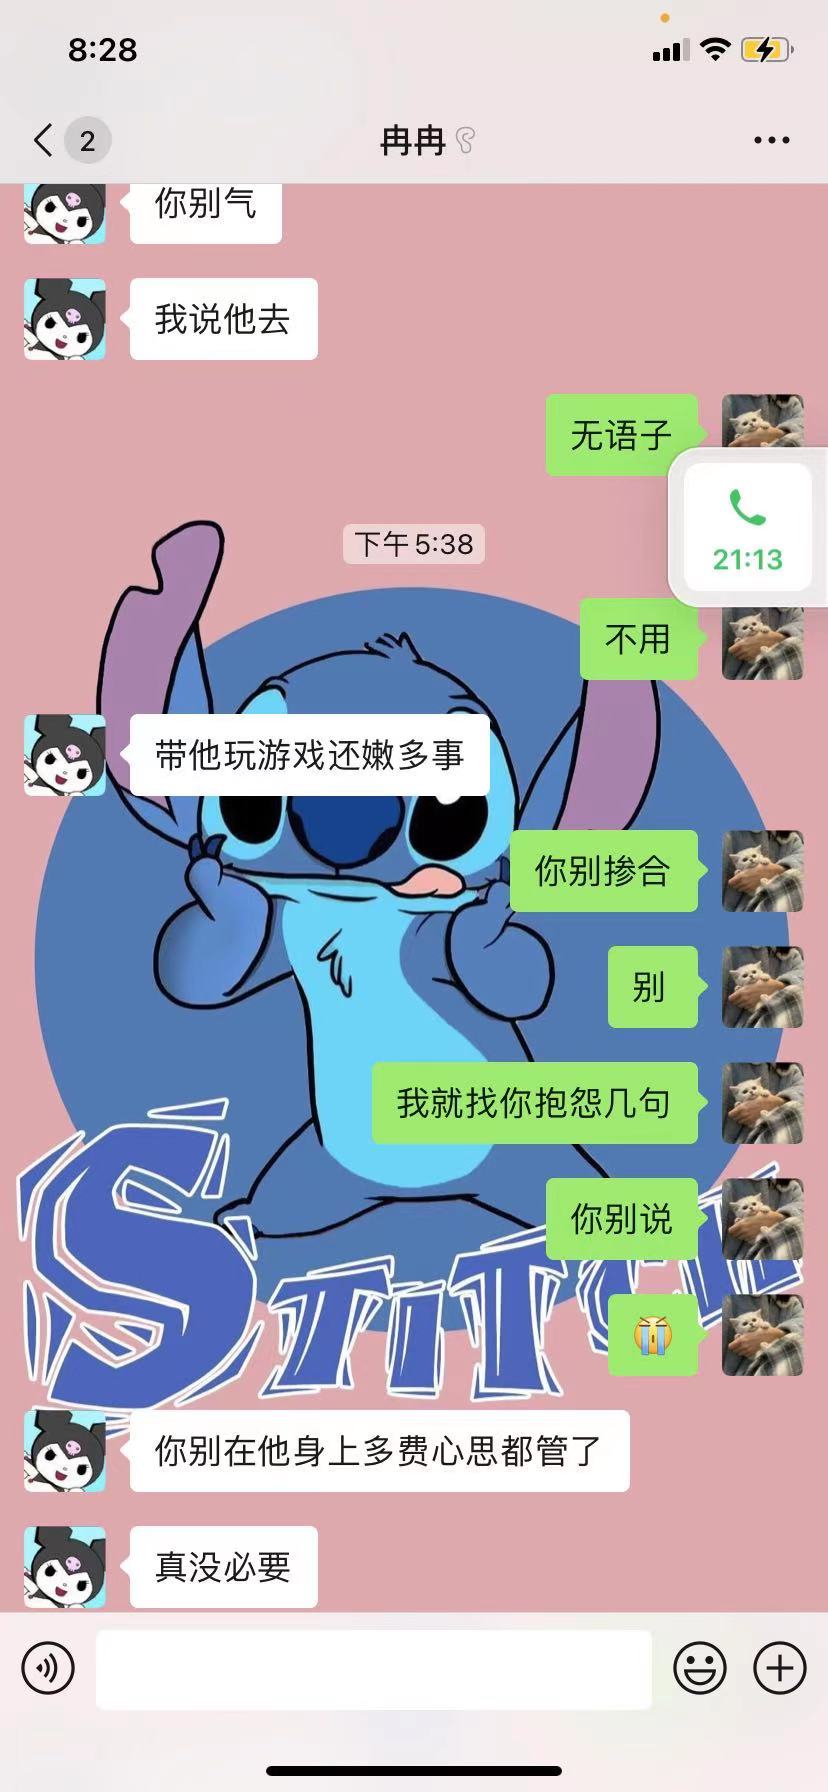 8:28
2
冉冉
你别气
我说他去
无语子
21:13
下午 5:38
不用
带他玩游戏还嫩多事
你别掺合
别
我就找你抱怨几句
你别说
你别在他身上多费心思都管了
真没必要
STITCH